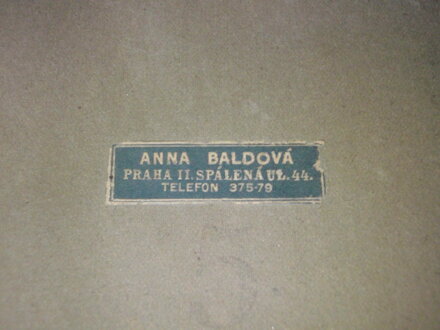 ANNA BALDOVÁ
PRAHA II. SPÁLENÁ UL. 44.
TELEFON 375-79